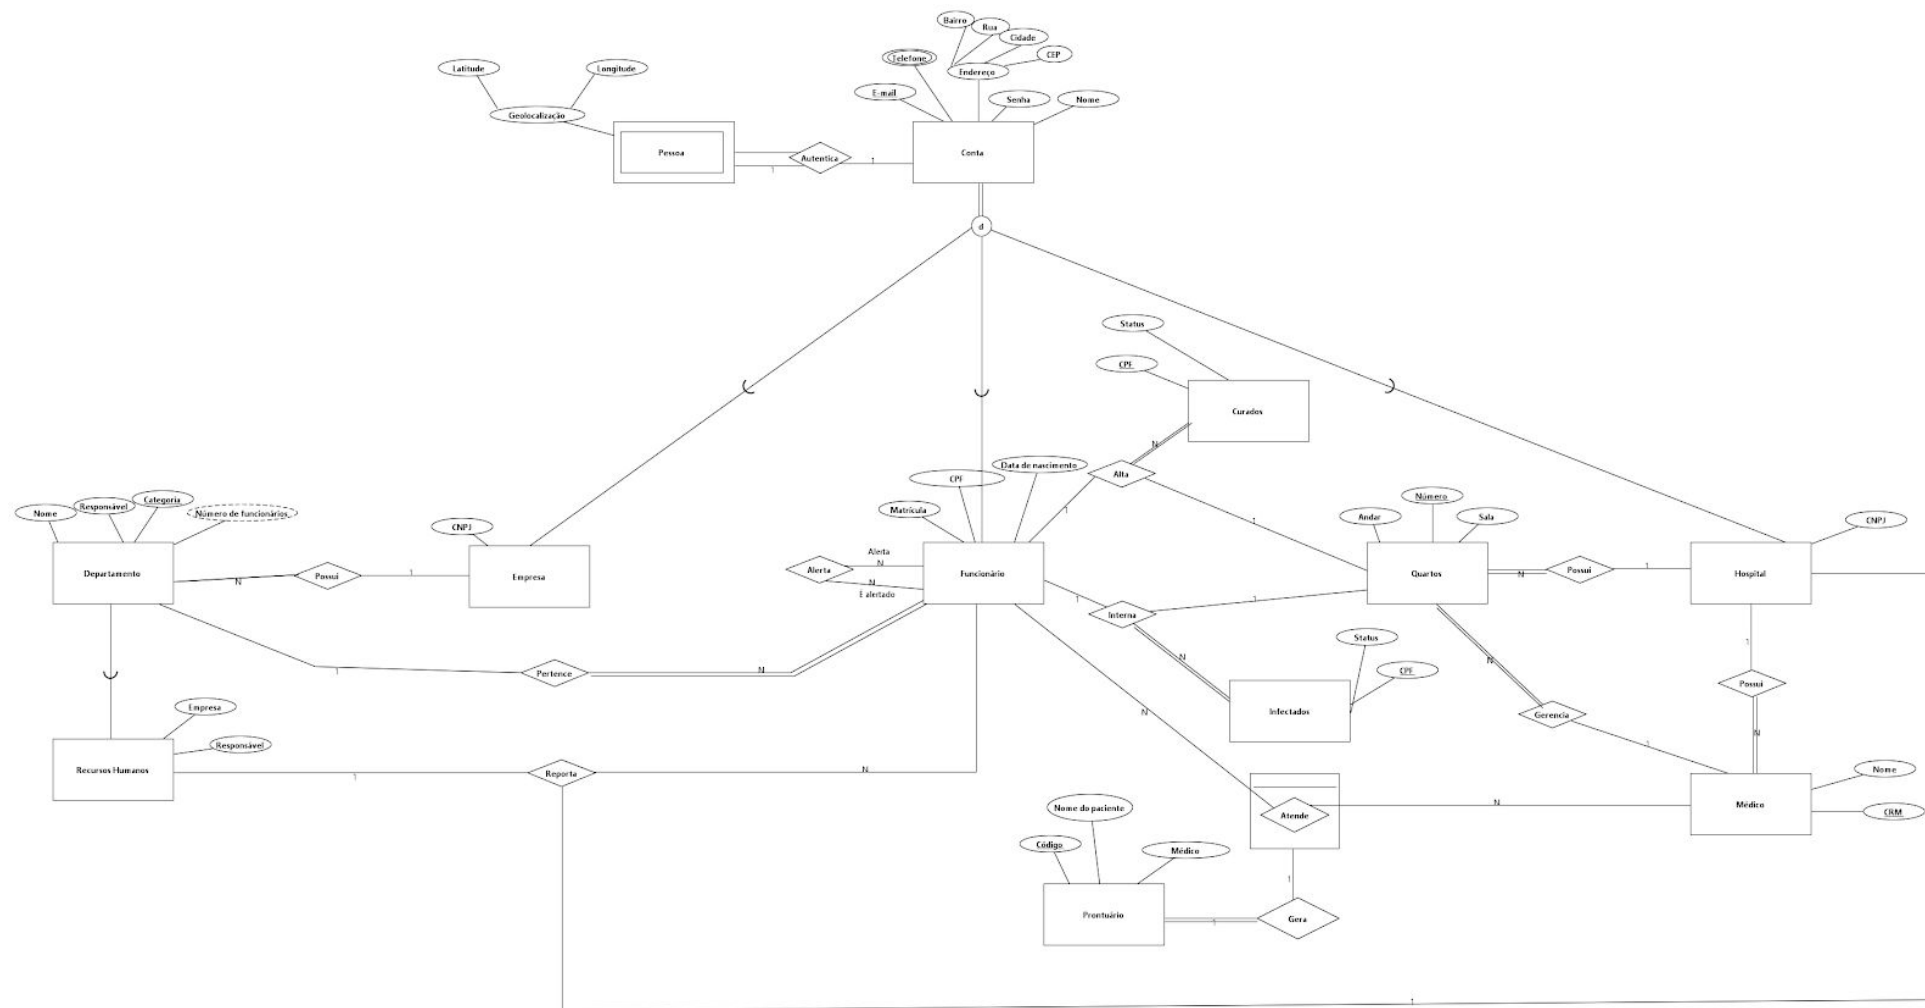 Bairro
Rua
Cidade
CEP
Telefone
Endereço
E-mail
Senha
Nome
Latitude
Longitude
Geolocalização
Pessoa
1
Autentica
1
Conta
d
Status
CPF
Curados
N
Alta
1
1
Data de nascimento
CPF
Matrícula
Nome
Responsável
Categoria
Número de funcionários
CNPJ
Andar
Número
Sala
CNPJ
Departamento
N
Possui
1
Empresa
Alerta
Alerta
N
N
E alertado
Funcionário
1
Interna
1
Quartos
N
Possui
1
Hospital
N
Status
CPF
Infectados
1
Pertence
N
N
Gerencia
1
1
Possui
N
Empresa
Responsável
Recursos Humanos
1
Reporta
N
N
Atende
N
Médico
Nome
CRM
Nome do paciente
Código
Médico
Prontuário
1
Gera
1
1